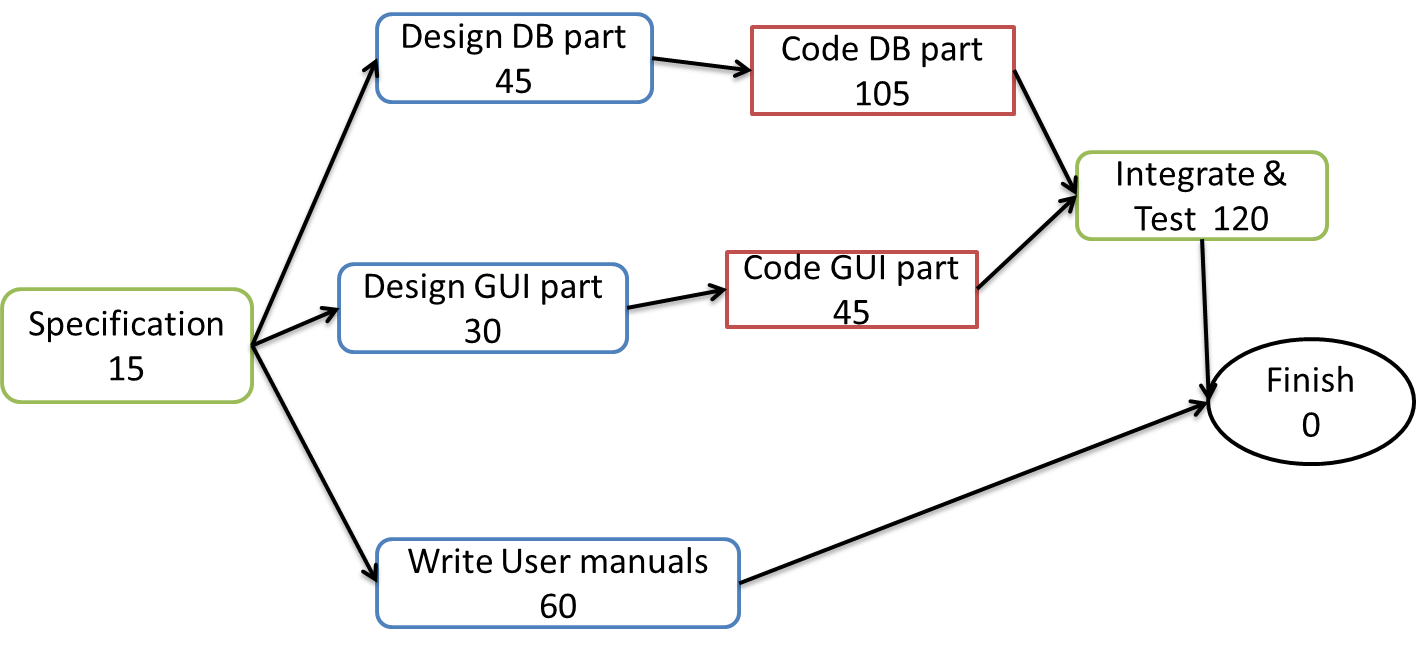 Design DB part
45
Code DB part
105
Integrate &
Test 120
Design GUI part
30
Code GUI part
45
Specification
15
Finish
0
Write User manuals
60